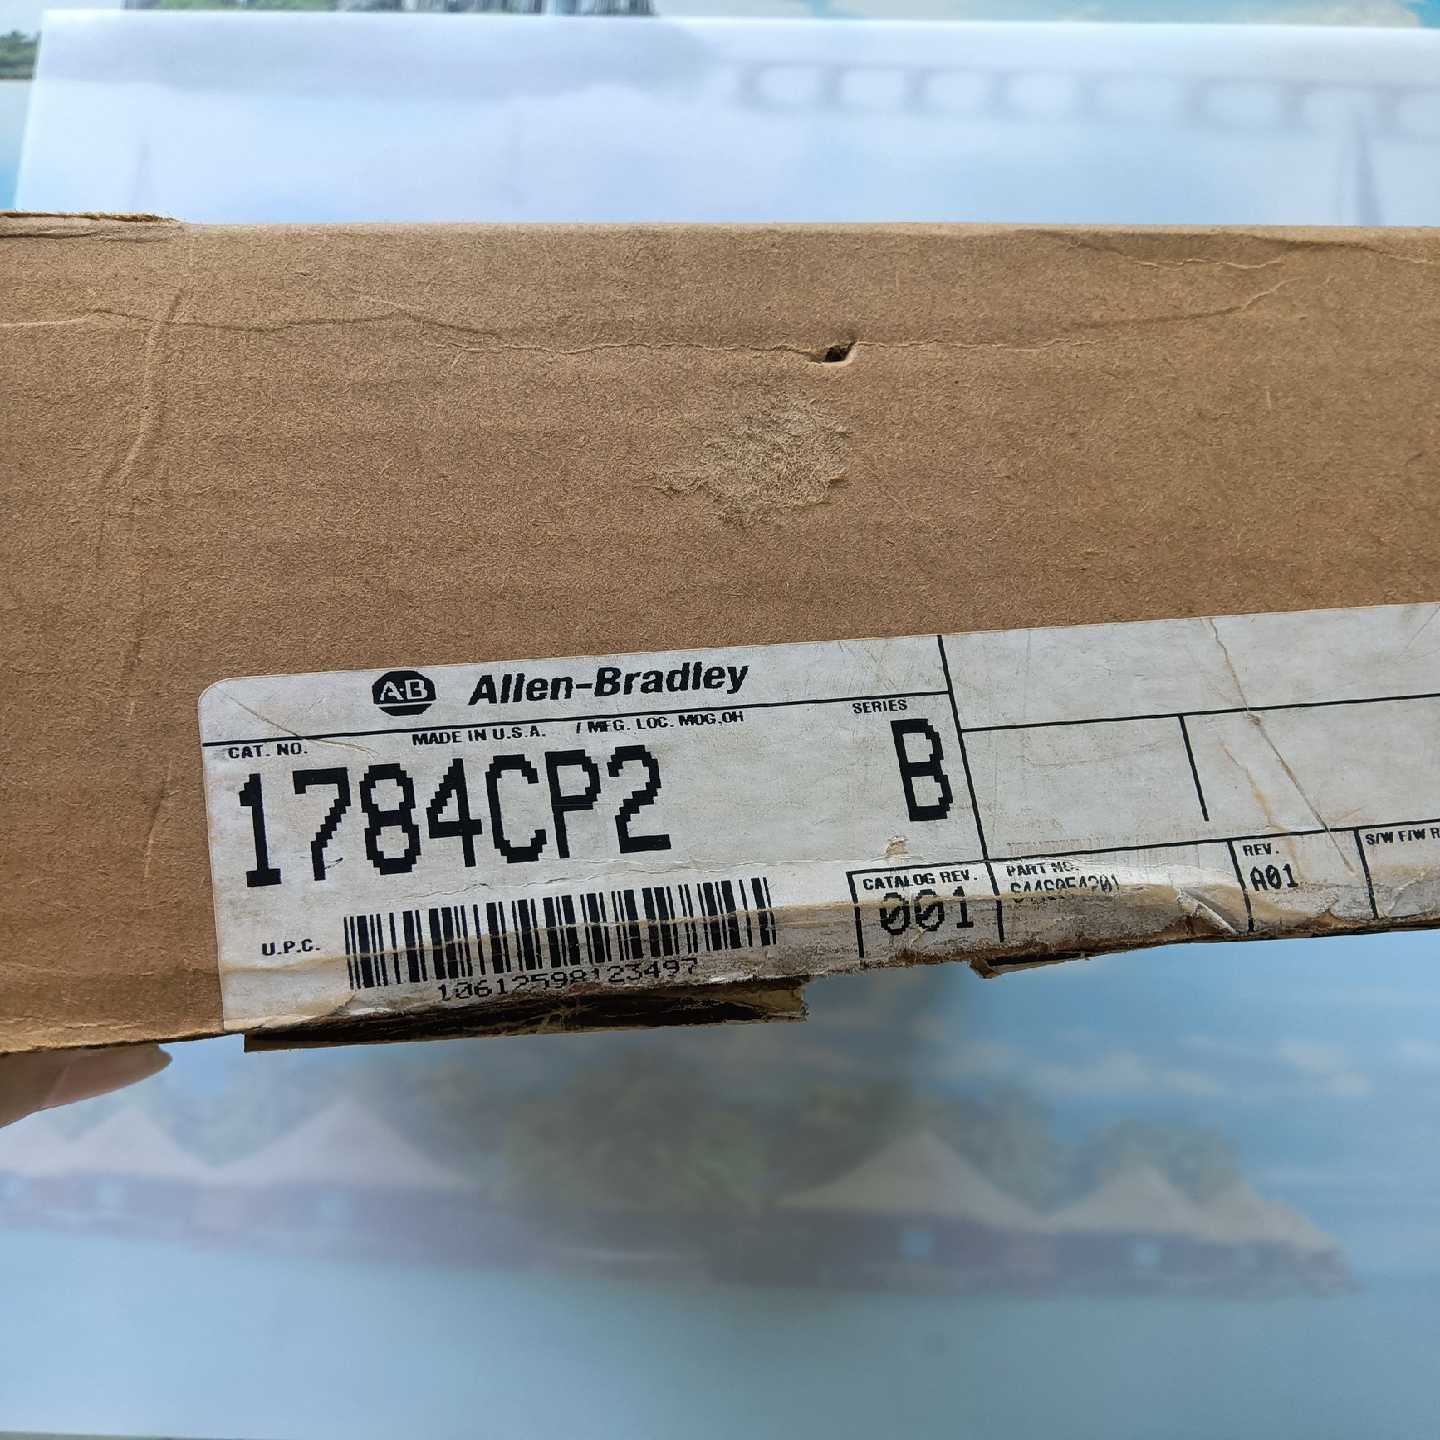 A·B Allen-Bradley
CAT. NO. MADE IN U.S.A. / MFG. LOC. MOG,OH SERIES
1784CP2 B
CATALOG REV. PART NO. REV. S/W F/W R
001 A01
U.P.C.
10612598123497